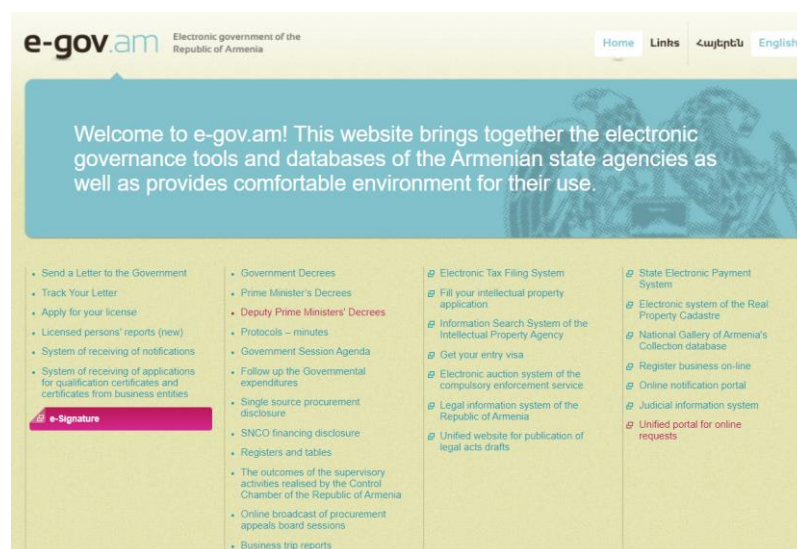 e-gov.am
Electronic government of the
Republic of Armenia
Home Links Հայերեն English
Welcome to e-gov.am! This website brings together the electronic
governance tools and databases of the Armenian state agencies as
well as provides comfortable environment for their use.
Send a Letter to the Government
Track Your Letter
Apply for your license
Licensed persons' reports (new)
System of receiving of notifications
System of receiving of applications
for qualification certificates and
certificates from business entities
e-Signature
Government Decrees
Prime Minister's Decrees
Deputy Prime Ministers' Decrees
Protocols – minutes
Government Session Agenda
Follow up the Governmental
expenditures
Single source procurement
disclosure
SNCO financing disclosure
Registers and tables
The outcomes of the supervisory
activities realised by the Control
Chamber of the Republic of Armenia
Online broadcast of procurement
appeals board sessions
Business trip reports
Electronic Tax Filing System
Fill your intellectual property
application
Information Search System of the
Intellectual Property Agency
Get your entry visa
Electronic auction system of the
compulsory enforcement service
Legal information system of the
Republic of Armenia
Unified website for publication of
legal acts drafts
State Electronic Payment
System
Electronic system of the Real
Property Cadastre
National Gallery of Armenia's
Collection database
Register business on-line
Online notification portal
Judicial information system
Unified portal for online
requests